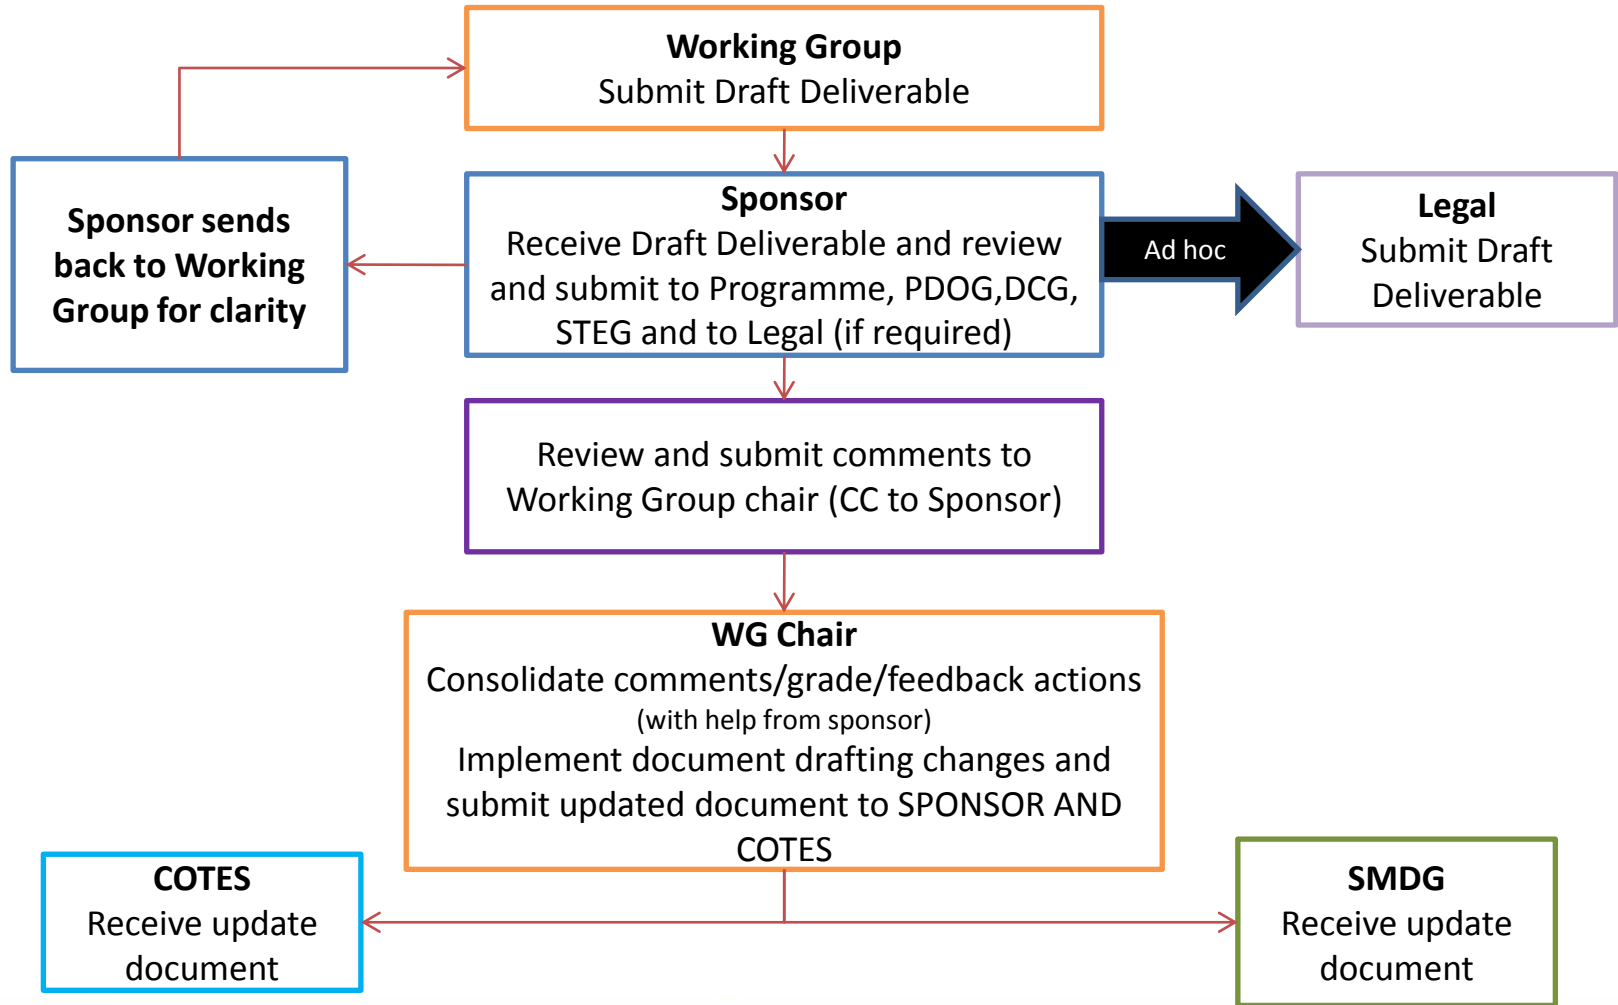 Working Group
Submit Draft Deliverable
Sponsor sends
back to Working
Group for clarity
Sponsor
Receive Draft Deliverable and review
and submit to Programme, PDOG,DCG,
STEG and to Legal (if required)
Ad hoc
Legal
Submit Draft
Deliverable
Review and submit comments to
Working Group chair (CC to Sponsor)
WG Chair
Consolidate comments/grade/feedback actions
(with help from sponsor)
Implement document drafting changes and
submit updated document to SPONSOR AND
COTES
COTES
Receive update
document
SMDG
Receive update
document